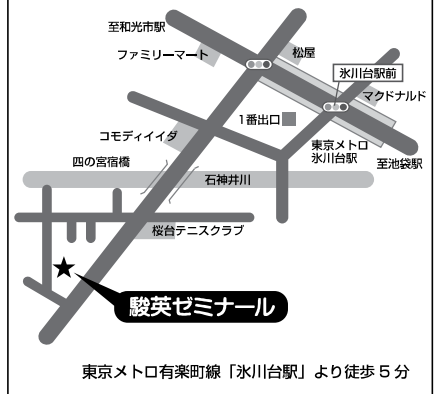 至和光市駅
ファミリーマート
松屋
氷川台駅前
マクドナルド
1番出口
コモディイイダ
東京メトロ
氷川台駅
至池袋駅
四の宮宿橋
石神井川
桜台テニスクラブ
駿英ゼミナール
東京メトロ有楽町線「氷川台駅」より徒歩5分